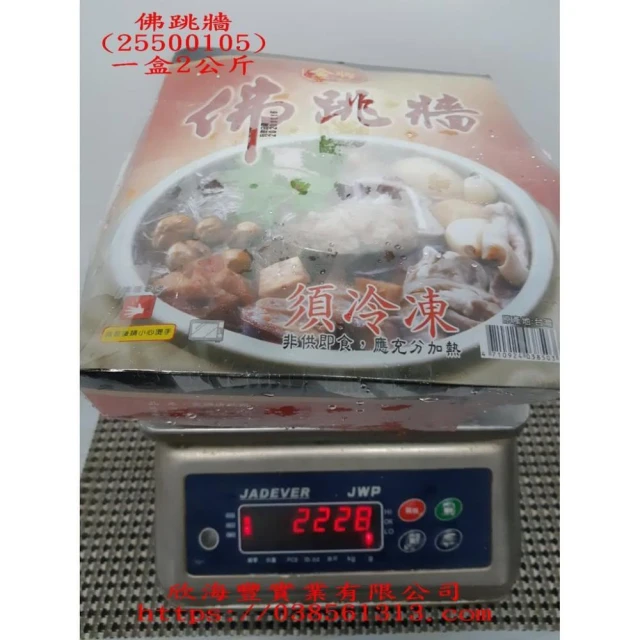 佛跳牆
(25500105)
一盒2公斤
佛跳牆
須冷凍
非供即食，應充分加熱
JADEVER JWP
2228
欣海豐實業有限公司
https://038561313.com